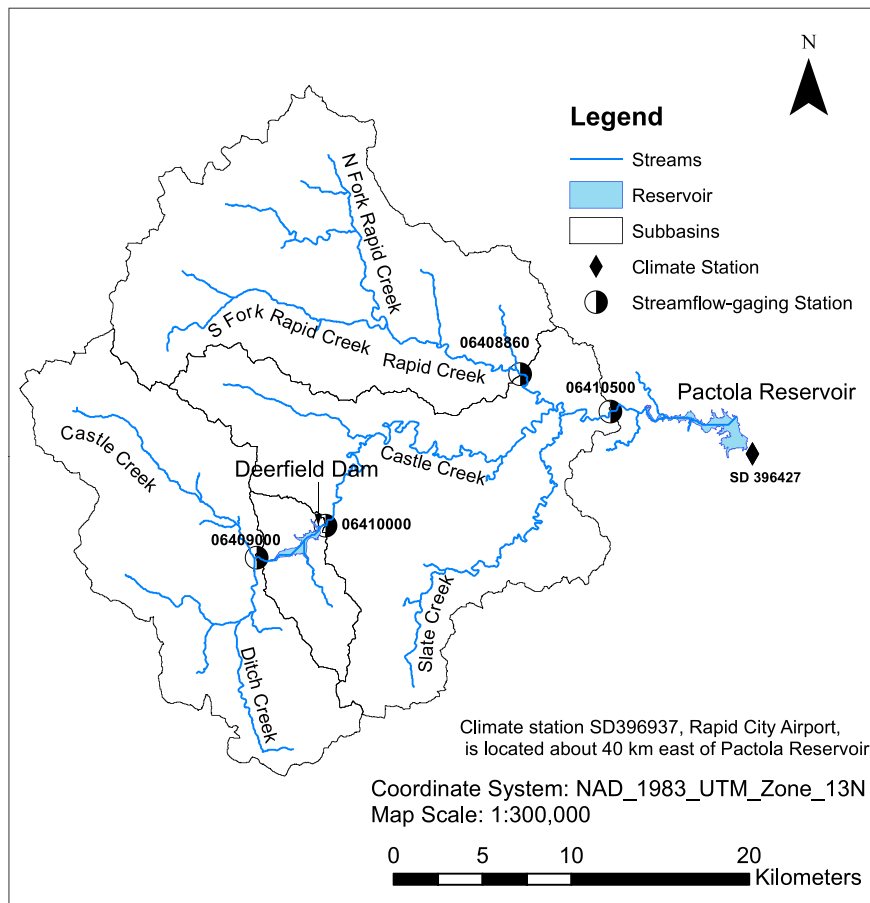 N
Legend
Streams
Reservoir
Subbasins
Climate Station
Streamflow-gaging Station
N Fork Rapid Creek
S Fork Rapid Creek
Rapid Creek
06408860
06410500
Pactola Reservoir
SD 396427
Castle Creek
Castle Creek
Deerfield Dam
06410000
06409000
Slate Creek
Ditch Creek
Climate station SD396937, Rapid City Airport,
is located about 40 km east of Pactola Reservoir
Coordinate System: NAD_1983_UTM_Zone_13N
Map Scale: 1:300,000
0 5 10 20
Kilometers